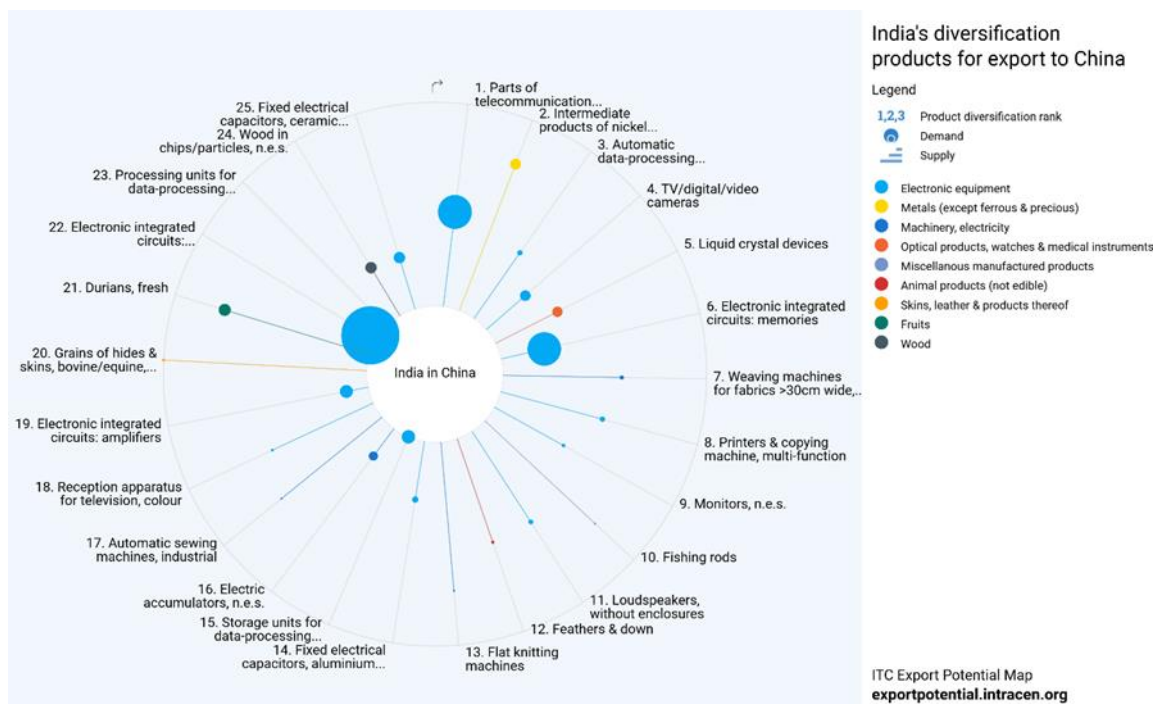 India's diversification
products for export to China
Legend
1,2,3 Product diversification rank
Demand
Supply
Electronic equipment
Metals (except ferrous & precious)
Machinery, electricity
Optical products, watches & medical instruments
Miscellanous manufactured products
Animal products (not edible)
Skins, leather & products thereof
Fruits
Wood
1. Parts of
telecommunication...
2. Intermediate
products of nickel...
3. Automatic
data-processing...
4. TV/digital/video
cameras
5. Liquid crystal devices
6. Electronic integrated
circuits: memories
7. Weaving machines
for fabrics >30cm wide,..
8. Printers & copying
machine, multi-function
9. Monitors, n.e.s.
10. Fishing rods
11. Loudspeakers,
without enclosures
12. Feathers & down
13. Flat knitting
machines
14. Fixed electrical
capacitors, aluminium...
15. Storage units for
data-processing...
16. Electric
accumulators, n.e.s.
17. Automatic sewing
machines, industrial
18. Reception apparatus
for television, colour
19. Electronic integrated
circuits: amplifiers
20. Grains of hides &
skins, bovine/equine,...
21. Durians, fresh
22. Electronic integrated
circuits:...
23. Processing units for
data-processing...
24. Wood in
chips/particles, n.e.s.
25. Fixed electrical
capacitors, ceramic...
India in China
ITC Export Potential Map
exportpotential.intracen.org